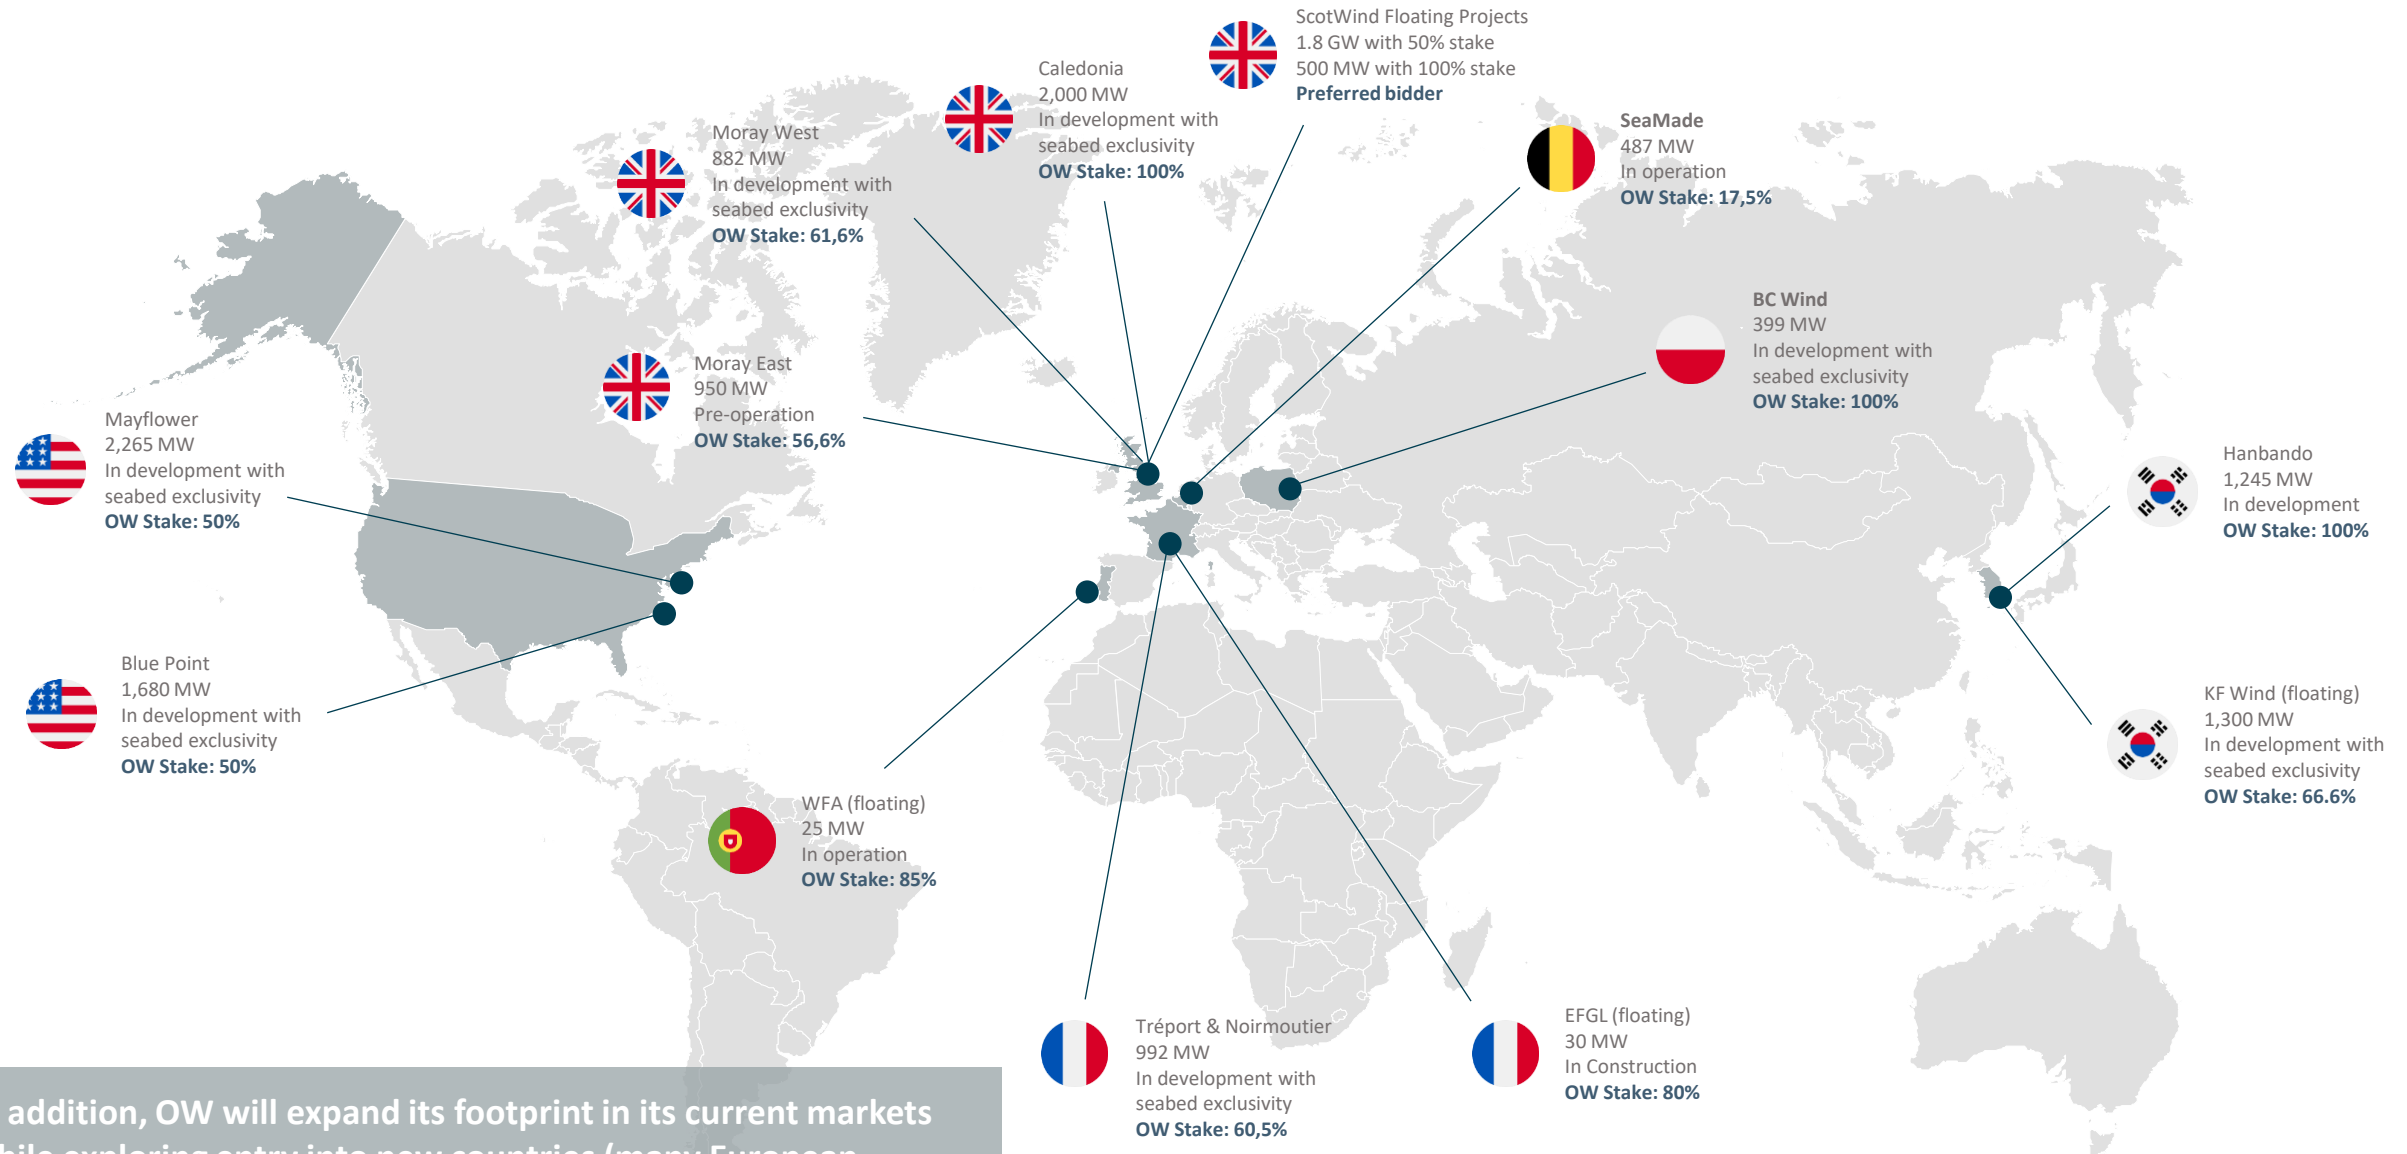 ScotWind Floating Projects
1.8 GW with 50% stake
500 MW with 100% stake
Preferred bidder
Caledonia
2,000 MW
In development with
seabed exclusivity
OW Stake: 100%
Moray West
882 MW
In development with
seabed exclusivity
OW Stake: 61,6%
SeaMade
487 MW
In operation
OW Stake: 17,5%
BC Wind
399 MW
In development with
seabed exclusivity
OW Stake: 100%
Moray East
950 MW
Pre-operation
OW Stake: 56,6%
Mayflower
2,265 MW
In development with
seabed exclusivity
OW Stake: 50%
Hanbando
1,245 MW
In development
OW Stake: 100%
Blue Point
1,680 MW
In development with
seabed exclusivity
OW Stake: 50%
KF Wind (floating)
1,300 MW
In development with
seabed exclusivity
OW Stake: 66.6%
WFA (floating)
25 MW
In operation
OW Stake: 85%
Tréport & Noirmoutier
992 MW
In development with
seabed exclusivity
OW Stake: 60,5%
EFGL (floating)
30 MW
In Construction
OW Stake: 80%
addition, OW will expand its footprint in its current markets
exploring entry into new countries (many European